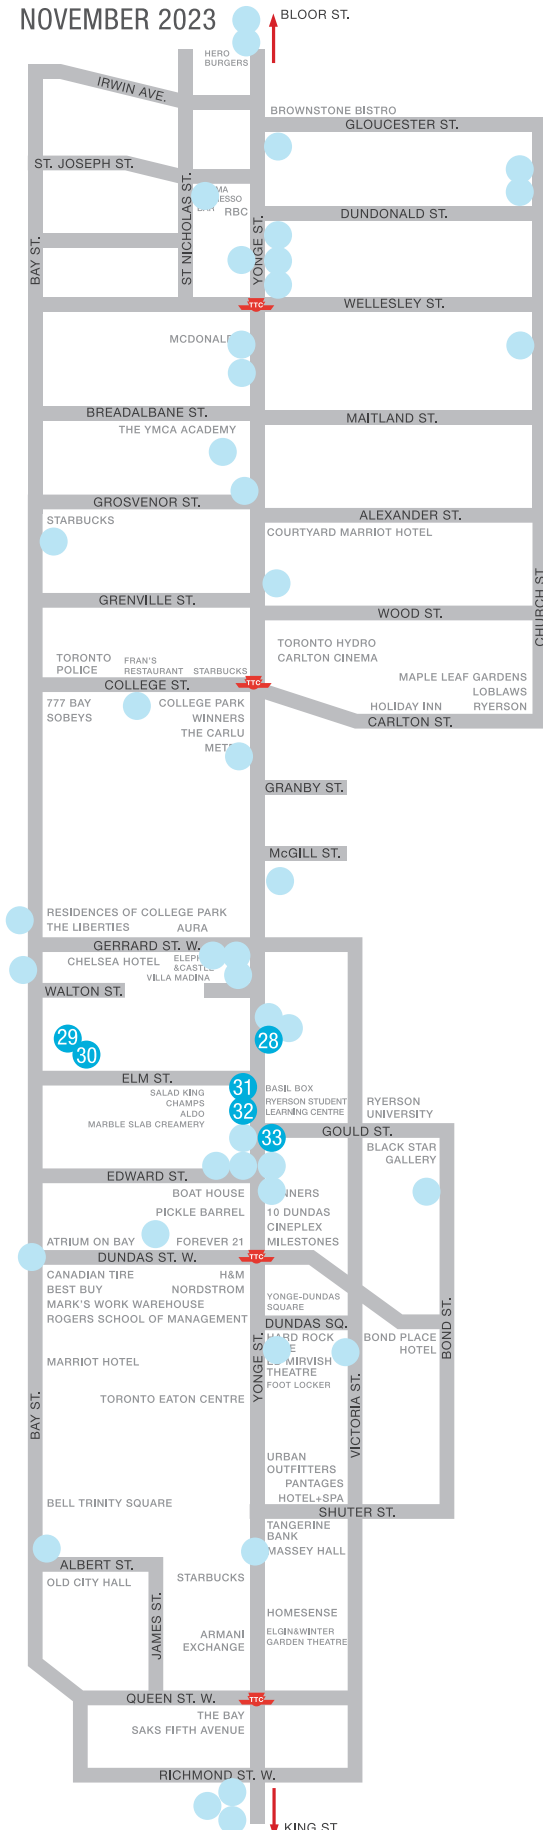 NOVEMBER 2023
BLOOR ST.
HERO
BURGERS
IRWIN AVE.
BROWNSTONE BISTRO
GLOUCESTER ST.
ST. JOSEPH ST.
ST NICHOLAS ST.
RBC
DUNDONALD ST.
BAY ST.
YONGE ST.
TTC
WELLESLEY ST.
BREADALBANE ST.
MAITLAND ST.
THE YMCA ACADEMY
GROSVENOR ST.
ALEXANDER ST.
STARBUCKS
COURTYARD MARRIOT HOTEL
GRENVILLE ST.
WOOD ST.
CHURCH ST.
TORONTO HYDRO
CARLTON CINEMA
TORONTO
POLICE
FRAN'S
RESTAURANT
STARBUCKS
TTC
COLLEGE ST.
MAPLE LEAF GARDENS
LOBLAWS
HOLIDAY INN
RYERSON
777 BAY
SOBEYS
COLLEGE PARK
WINNERS
THE CARLU
CARLTON ST.
GRANBY ST.
McGILL ST.
RESIDENCES OF COLLEGE PARK
THE LIBERTIES
AURA
GERRARD ST. W.
CHELSEA HOTEL
&CASTLE
VILLA MADINA
WALTON ST.
29
30
28
ELM ST.
31
BASIL BOX
SALAD KING
CHAMPS
ALDO
MARBLE SLAB CREAMERY
32
RYERSON STUDENT
LEARNING CENTRE
RYERSON
UNIVERSITY
33
GOULD ST.
BLACK STAR
GALLERY
EDWARD ST.
BOAT HOUSE
PICKLE BARREL
10 DUNDAS
CINEPLEX
MILESTONES
ATRIUM ON BAY
FOREVER 21
DUNDAS ST. W.
TTC
CANADIAN TIRE
H&M
BEST BUY
NORDSTROM
MARK'S WORK WAREHOUSE
ROGERS SCHOOL OF MANAGEMENT
YONGE-DUNDAS
SQUARE
DUNDAS SQ.
HARD ROCK
MIRVISH
THEATRE
FOOT LOCKER
BOND PLACE
HOTEL
BOND ST.
MARRIOT HOTEL
YONGE ST.
VICTORIA ST.
BAY ST.
TORONTO EATON CENTRE
URBAN
OUTFITTERS
PANTAGES
HOTEL+SPA
BELL TRINITY SQUARE
SHUTER ST.
TANGERINE
BANK
MASSEY HALL
ALBERT ST.
OLD CITY HALL
STARBUCKS
JAMES ST.
HOMESENSE
ARMANI
EXCHANGE
ELGIN&WINTER
GARDEN THEATRE
QUEEN ST. W.
TTC
THE BAY
SAKS FIFTH AVENUE
RICHMOND ST. W.
KING ST.